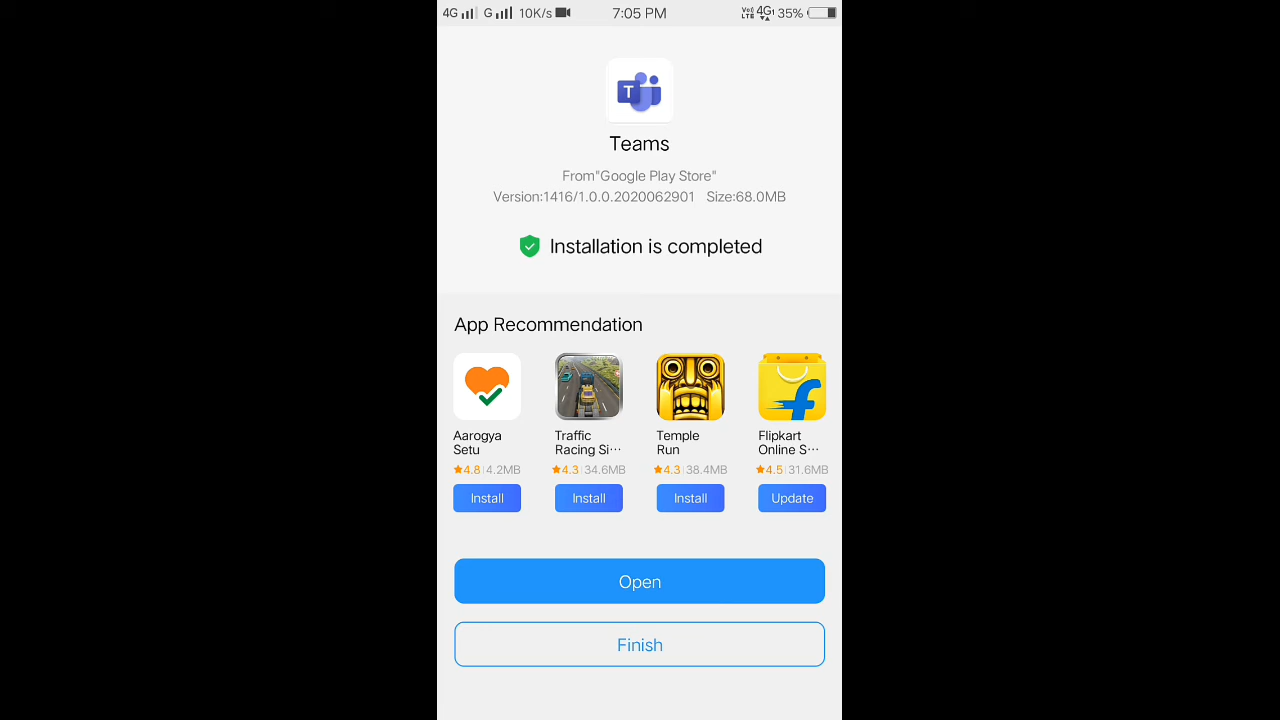 4G G 10K/s 7:05 PM VoLTE 4G 35%
T
Teams
From"Google Play Store"
Version:1416/1.0.0.2020062901 Size:68.0MB
Installation is completed
App Recommendation
Aarogya Setu
4.8 | 4.2MB
Install
Traffic Racing Si···
4.3 | 34.6MB
Install
Temple Run
4.3 | 38.4MB
Install
Flipkart Online S···
4.5 | 31.6MB
Update
Open
Finish